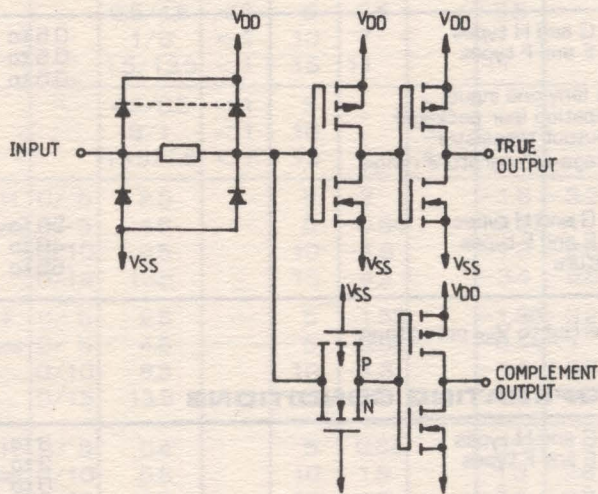 VDD VDD VDD
INPUT
TRUE
OUTPUT
VSS VSS VSS
VSS VDD
P
N
COMPLEMENT
OUTPUT